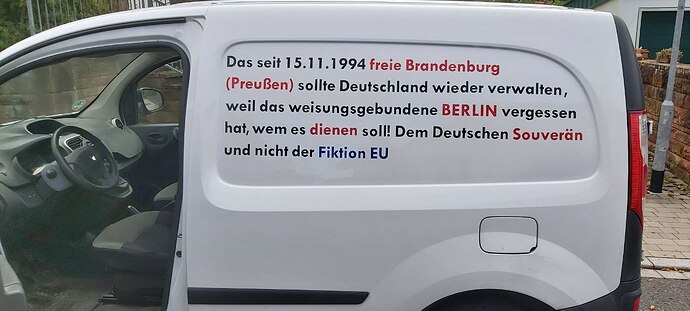 Das seit 15.11.1994 freie Brandenburg
(Preußen) sollte Deutschland wieder verwalten,
weil das weisungsgebundene BERLIN vergessen
hat, wem es dienen soll! Dem Deutschen Souverän
und nicht der Fiktion EU